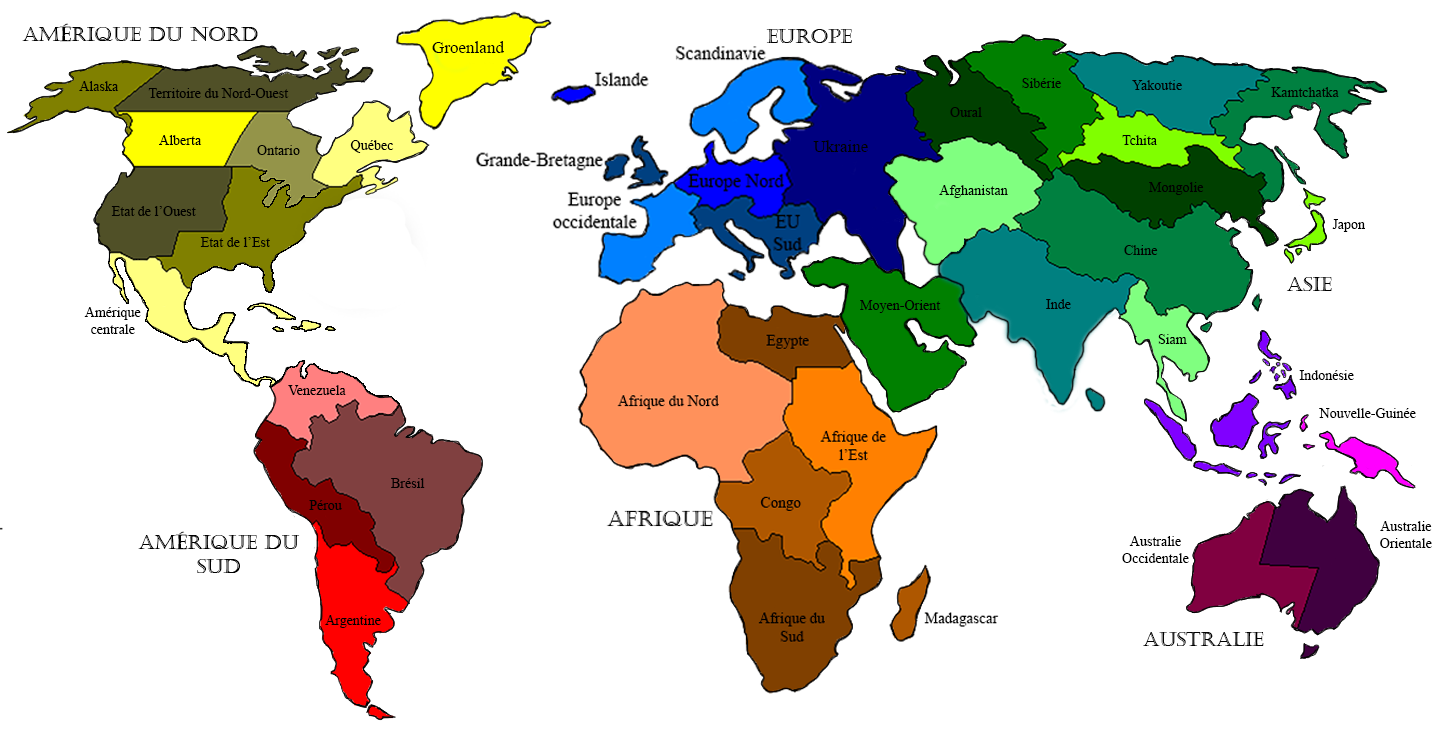 AMÉRIQUE DU NORD
Groenland
Alaska
Territoire du Nord-Ouest
Alberta
Ontario
Québec
Etat de l'Ouest
Etat de l'Est
Amérique
centrale
Venezuela
Brésil
Pérou
AMÉRIQUE DU
SUD
Argentine
EUROPE
Scandinavie
Islande
Grande-Bretagne
Ukraine
Europe Nord
Europe
occidentale
EU
Sud
Afrique du Nord
Egypte
Afrique de
l'Est
Congo
AFRIQUE
Afrique du
Sud
Madagascar
Oural
Sibérie
Yakoutie
Kamtchatka
Tchita
Afghanistan
Mongolie
Japon
Chine
ASIE
Moyen-Orient
Inde
Siam
Indonésie
Nouvelle-Guinée
Australie
Occidentale
Australie
Orientale
AUSTRALIE